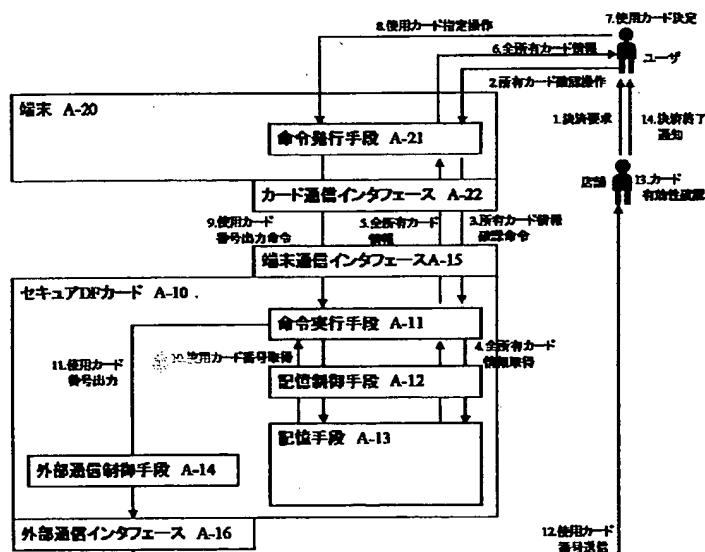 8.使用カード指定操作
7.使用カード決定
6.全所有カード情報
ユーザ
2.所有カード確認操作
端末 A-20
1.決済要求
14.決済終了
通知
命令発行手段 A-21
カード通信インタフェース A-22
店舗
13.カード
有効性確認
9.使用カード
番号出力命令
5.全所有カード
情報
3.所有カード情報
確認命令
端末通信インタフェースA-15
セキュアDFカード A-10
命令実行手段 A-11
11.使用カード
番号出力
10.使用カード番号取得
4.全所有カード
情報取得
記憶制御手段 A-12
記憶手段 A-13
外部通信制御手段 A-14
外部通信インタフェース A-16
12.使用カード
番号送信